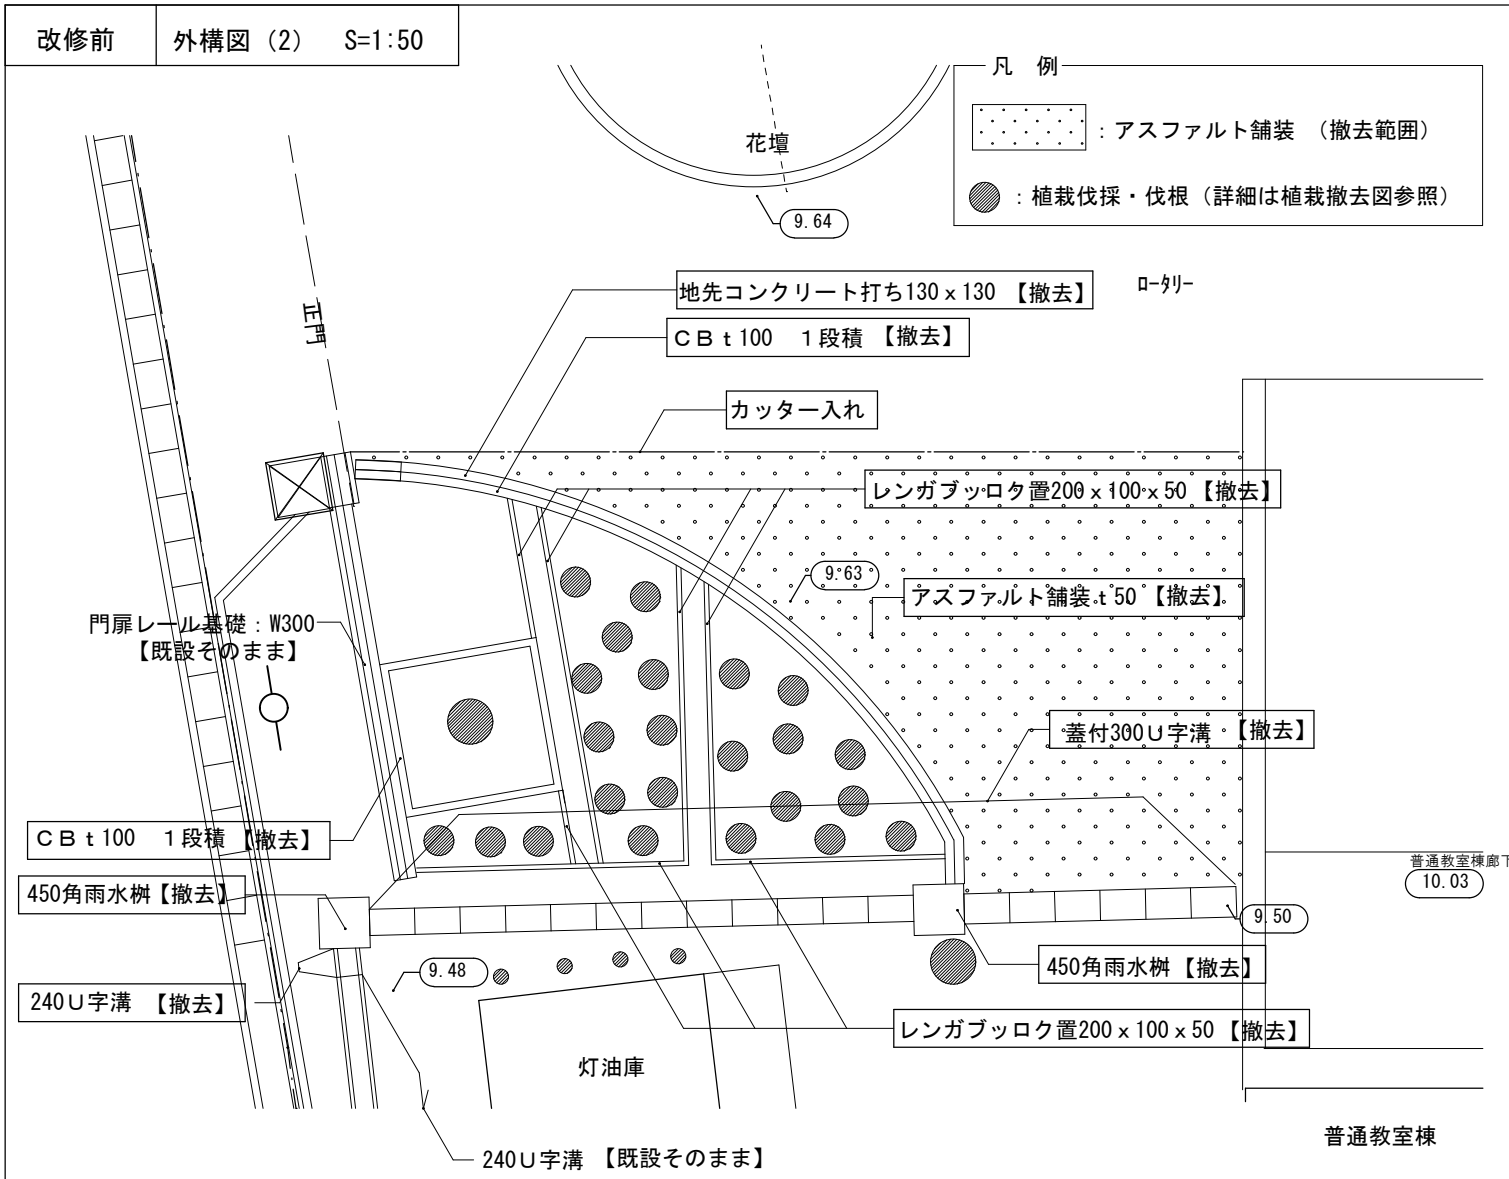 改修前
外構図（2）　S=1:50
凡　例
：アスファルト舗装　（撤去範囲）
：植栽伐採・伐根（詳細は植栽撤去図参照）
花壇
9.64
正門
ﾛｰﾀﾘｰ
地先コンクリート打ち130ｘ130 【撤去】
ＣＢｔ100　１段積 【撤去】
カッター入れ
レンガブッロク置200ｘ100ｘ50 【撤去】
9.63
アスファルト舗装ｔ50 【撤去】
門扉レール基礎：W300
【既設そのまま】
蓋付300Ｕ字溝　【撤去】
ＣＢｔ100　１段積 【撤去】
450角雨水桝【撤去】
普通教室棟廊下
10.03
9.50
9.48
450角雨水桝【撤去】
240Ｕ字溝　【撤去】
レンガブッロク置200ｘ100ｘ50 【撤去】
灯油庫
普通教室棟
240Ｕ字溝 【既設そのまま】